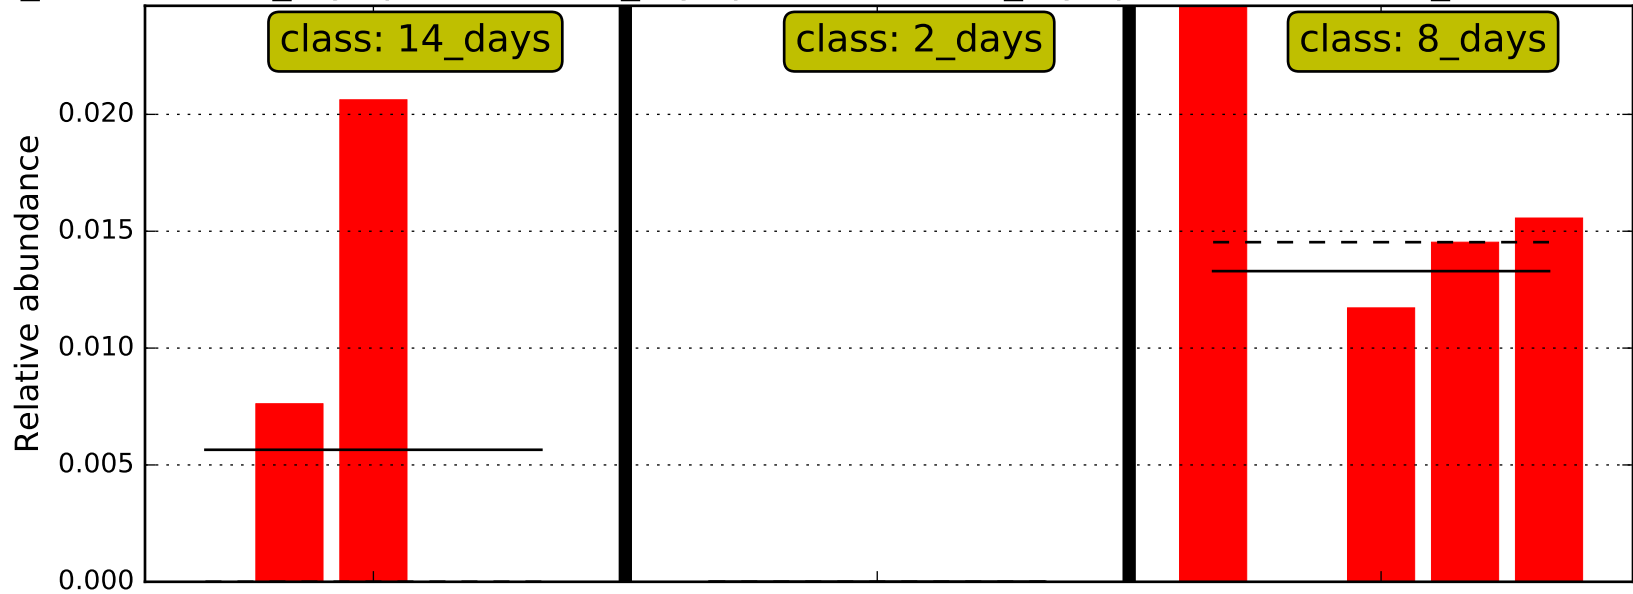 class: 14_days
class: 2_days
class: 8_days
Relative abundance
0.020
0.015
0.010
0.005
0.000